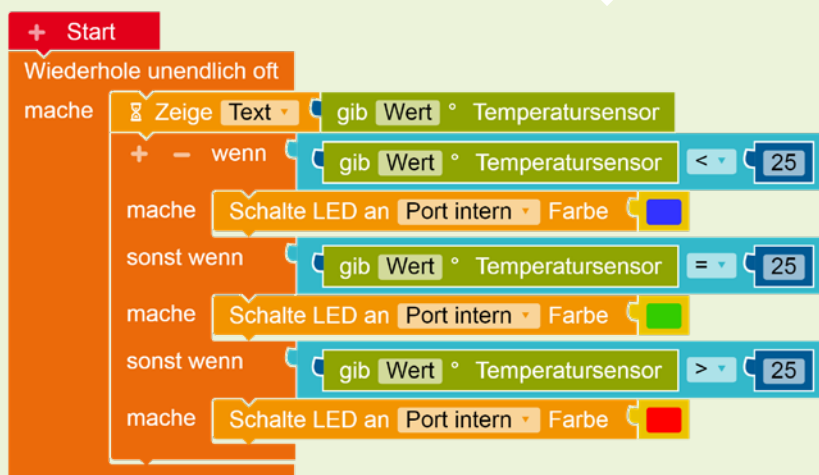 + Start
Wiederhole unendlich oft
mache Zeige Text gib Wert ° Temperatursensor
+ − wenn gib Wert ° Temperatursensor < 25
mache Schalte LED an Port intern Farbe
sonst wenn gib Wert ° Temperatursensor = 25
mache Schalte LED an Port intern Farbe
sonst wenn gib Wert ° Temperatursensor > 25
mache Schalte LED an Port intern Farbe